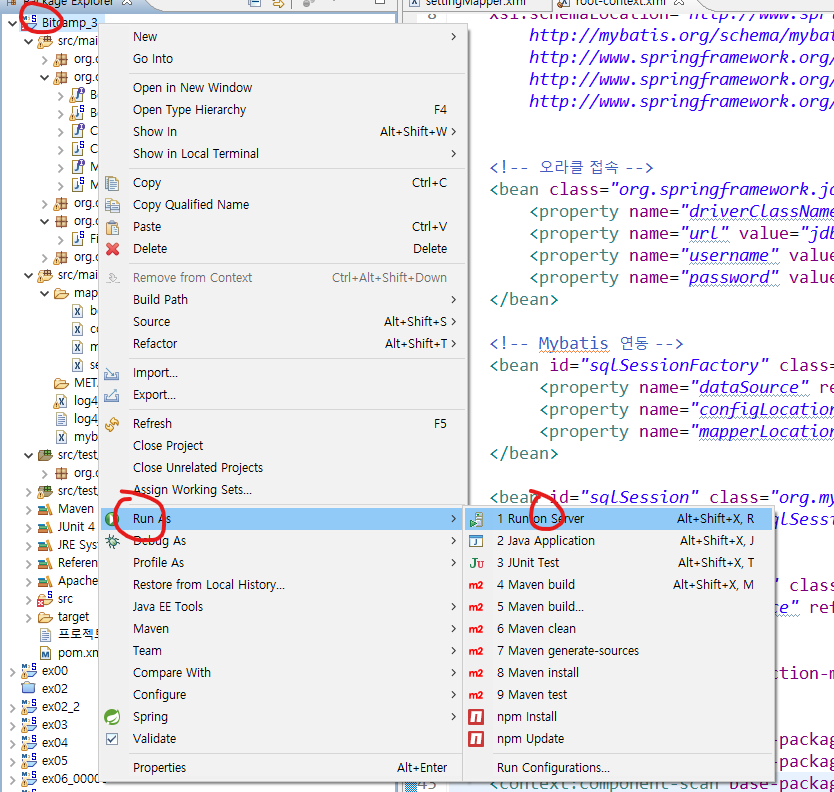 Package Explorer
Bitcamp_3
src/mai
org.
org.
org.
org.
org.
src/mai
map
META
log4
log4
myb
src/test
org.
src/test,
Maven
JUnit 4
JRE Sys
Referen
Apache
src
target
프로젝트
pom.xm
ex00
ex02
ex02_2
ex03
ex04
ex05
ex06_0000
New
Go Into
Open in New Window
Open Type Hierarchy F4
Show In Alt+Shift+W
Show in Local Terminal
Copy Ctrl+C
Copy Qualified Name
Paste Ctrl+V
Delete Delete
Remove from Context Ctrl+Alt+Shift+Down
Build Path
Source Alt+Shift+S
Refactor Alt+Shift+T
Import...
Export...
Refresh F5
Close Project
Close Unrelated Projects
Assign Working Sets...
Run As
Debug As
Profile As
Restore from Local History...
Java EE Tools
Maven
Team
Compare With
Configure
Spring
Validate
Properties Alt+Enter
1 Run on Server Alt+Shift+X, R
2 Java Application Alt+Shift+X, J
3 JUnit Test Alt+Shift+X, T
4 Maven build Alt+Shift+X, M
5 Maven build...
6 Maven clean
7 Maven generate-sources
8 Maven install
9 Maven test
npm Install
npm Update
Run Configurations...
settingMapper.xml root-context.xml
8 xsi:schemaLocation="http://www.spring
http://mybatis.org/schema/mybat
http://www.springframework.org/
http://www.springframework.org/
http://www.springframework.org/
<!-- 오라클 접속 -->
<bean class="org.springframework.jd
<property name="driverClassName
<property name="url" value="jdb
<property name="username" valu
<property name="password" valu
</bean>
<!-- Mybatis 연동 -->
<bean id="sqlSessionFactory" class=
<property name="dataSource" re
<property name="configLocation
<property name="mapperLocation
</bean>
<bean id="sqlSession" class="org.my
qlSessi
" class
ce" ref
ction-m
-packag
-packag
45 <context:component-scan base-packag